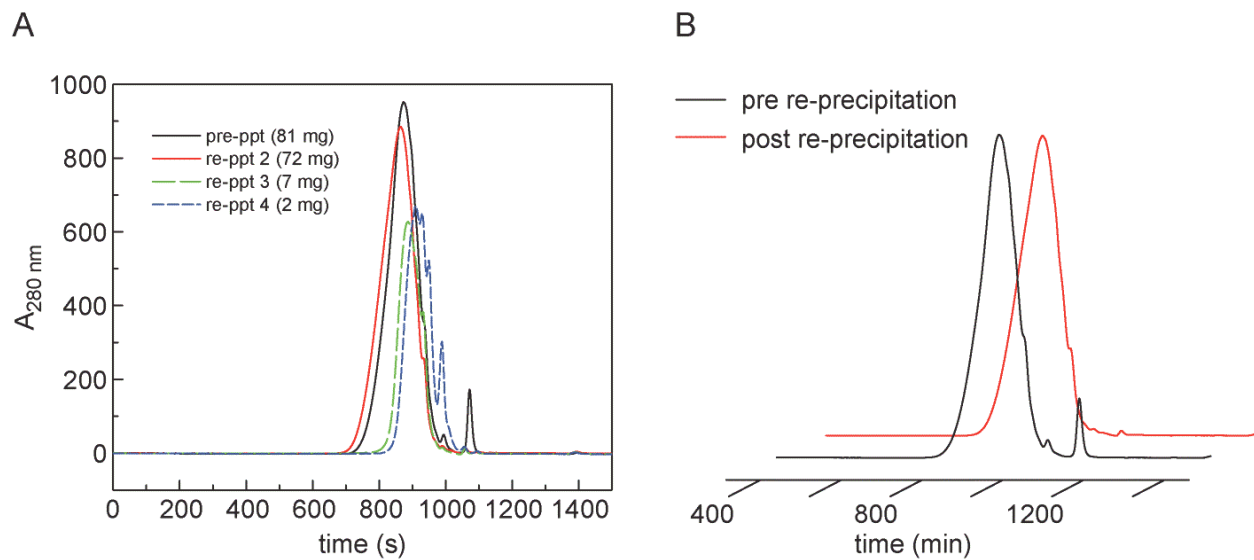 A
B
1000
800
600
400
200
0
A280 nm
pre-ppt (81 mg)
re-ppt 2 (72 mg)
re-ppt 3 (7 mg)
re-ppt 4 (2 mg)
0 200 400 600 800 1000 1200 1400
time (s)
pre re-precipitation
post re-precipitation
400 800 1200
time (min)